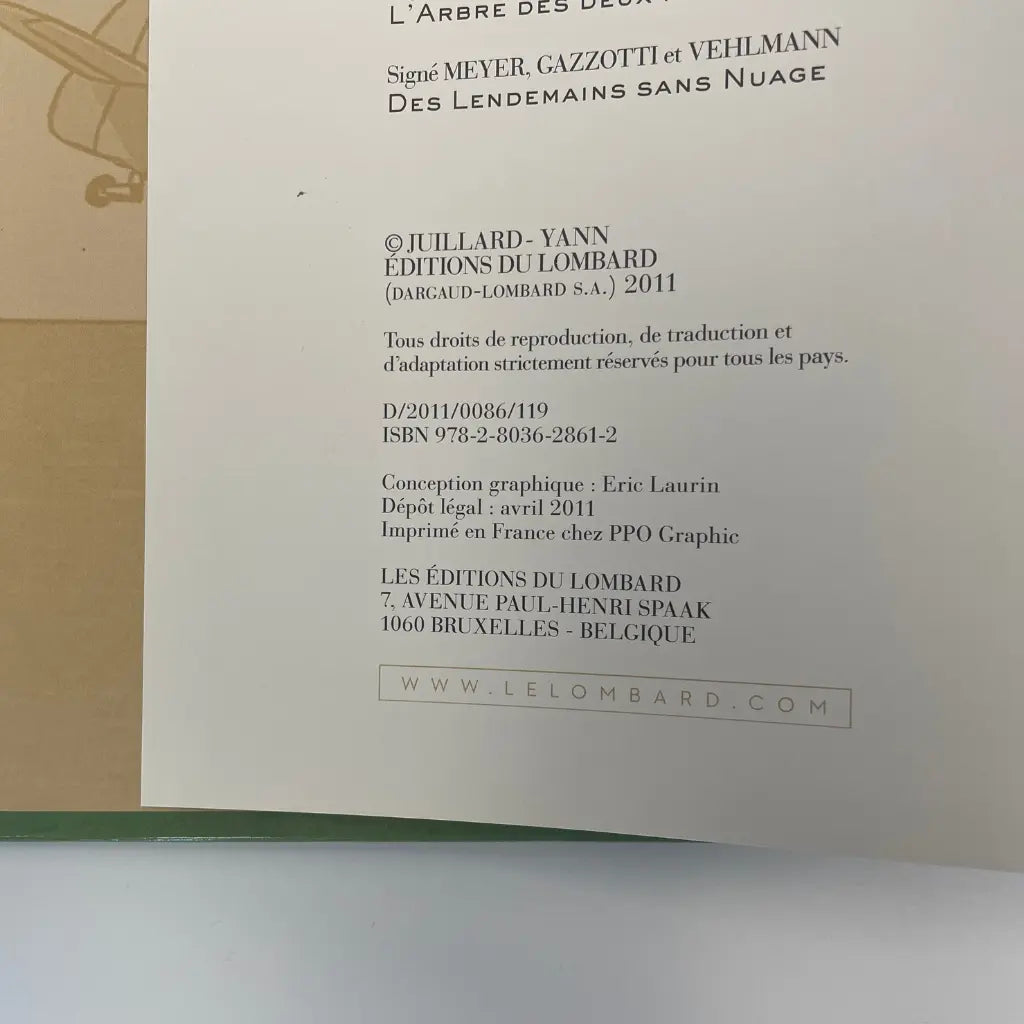 L'ARBRE DES DEUX
Signé MEYER, GAZZOTTI et VEHLMANN
DES LENDEMAINS SANS NUAGE
© JUILLARD - YANN
ÉDITIONS DU LOMBARD
(DARGAUD-LOMBARD S.A.) 2011
Tous droits de reproduction, de traduction et
d'adaptation strictement réservés pour tous les pays.
D/2011/0086/119
ISBN 978-2-8036-2861-2
Conception graphique : Eric Laurin
Dépôt légal : avril 2011
Imprimé en France chez PPO Graphic
LES ÉDITIONS DU LOMBARD
7, AVENUE PAUL-HENRI SPAAK
1060 BRUXELLES - BELGIQUE
WWW.LELOMBARD.COM